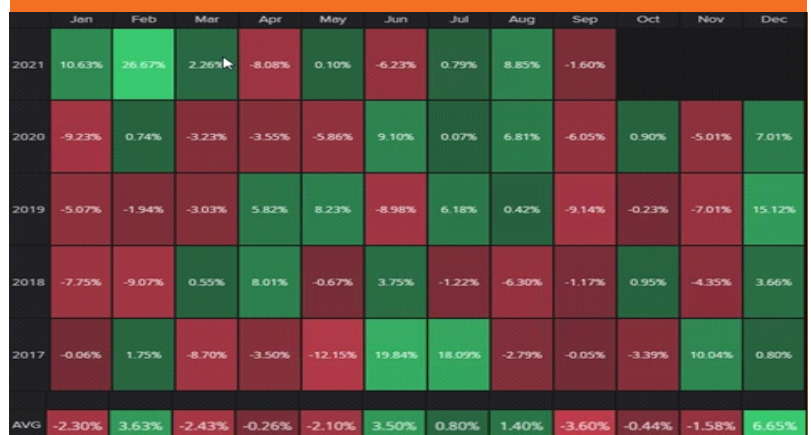 Jan Feb Mar Apr May Jun Jul Aug Sep Oct Nov Dec
2021 10.63% 26.67% 2.26% -8.08% 0.10% -6.23% 0.79% 8.85% -1.60%
2020 -9.23% 0.74% -3.23% -3.55% -5.86% 9.10% 0.07% 6.81% -6.05% 0.90% -5.01% 7.01%
2019 -5.07% -1.94% -3.03% 5.82% 8.23% -8.98% 6.18% 0.42% -9.14% -0.23% -7.01% 15.12%
2018 -7.75% -9.07% 0.55% 8.01% -0.67% 3.75% -1.22% -6.30% -1.17% 0.95% -4.35% 3.66%
2017 -0.06% 1.75% -8.70% -3.50% -12.15% 19.84% 18.09% -2.79% -0.05% -3.39% 10.04% 0.80%
AVG -2.30% 3.63% -2.43% -0.26% -2.10% 3.50% 0.80% 1.40% -3.60% -0.44% -1.58% 6.65%